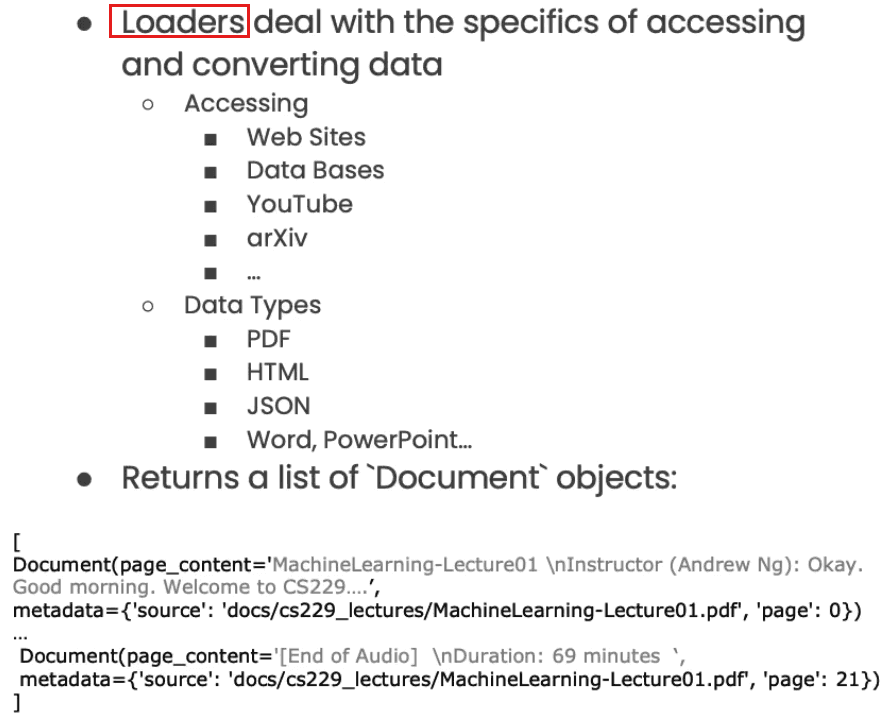 ● Loaders deal with the specifics of accessing
and converting data
○ Accessing
■ Web Sites
■ Data Bases
■ YouTube
■ arXiv
■ …
○ Data Types
■ PDF
■ HTML
■ JSON
■ Word, PowerPoint…
● Returns a list of `Document` objects:
[
Document(page_content='MachineLearning-Lecture01 \nInstructor (Andrew Ng): Okay.
Good morning. Welcome to CS229….’,
metadata={'source': 'docs/cs229_lectures/MachineLearning-Lecture01.pdf', 'page': 0})
...
Document(page_content='[End of Audio] \nDuration: 69 minutes ‘,
metadata={'source': 'docs/cs229_lectures/MachineLearning-Lecture01.pdf', 'page': 21})
]